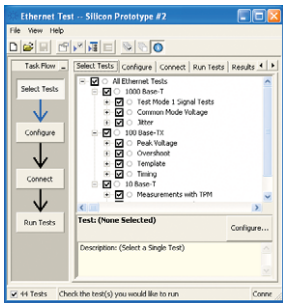 Ethernet Test -- Silicon Prototype #2
File View Help
Task Flow
Select Tests Configure Connect Run Tests Results
Select Tests
Configure
Connect
Run Tests
All Ethernet Tests
1000 Base-T
Test Mode 1 Signal Tests
Common Mode Voltage
Jitter
100 Base-TX
Peak Voltage
Overshoot
Template
Timing
10 Base-T
Measurements with TPM
Test: (None Selected)
Configure...
Description: (Select a Single Test)
44 Tests Check the test(s) you would like to run Conne